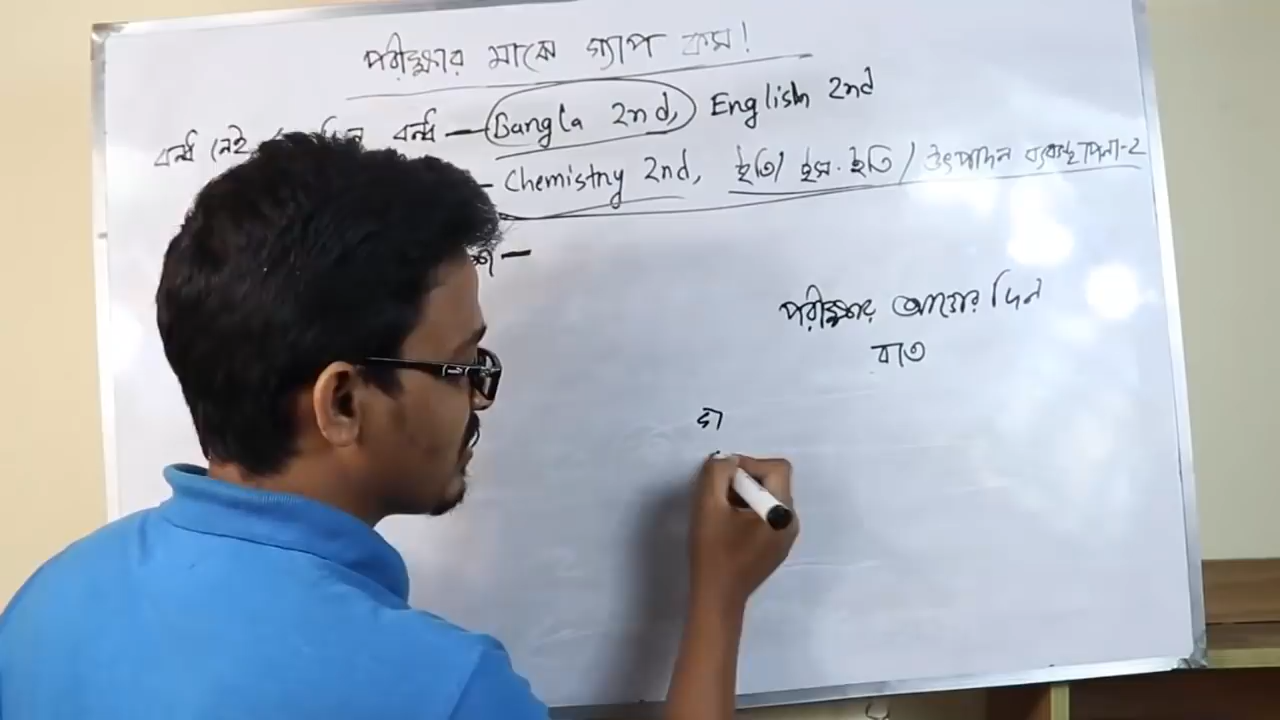 পরীক্ষার মাঝে গ্যাপ কম!
বন্ধ নেই বন্ধ — Bangla 2nd, English 2nd
- Chemistry 2nd, ইতি/ ইস. ইতি / উৎপাদন ব্যবস্থাপনা-2
পরীক্ষার আগের দিন
রাত